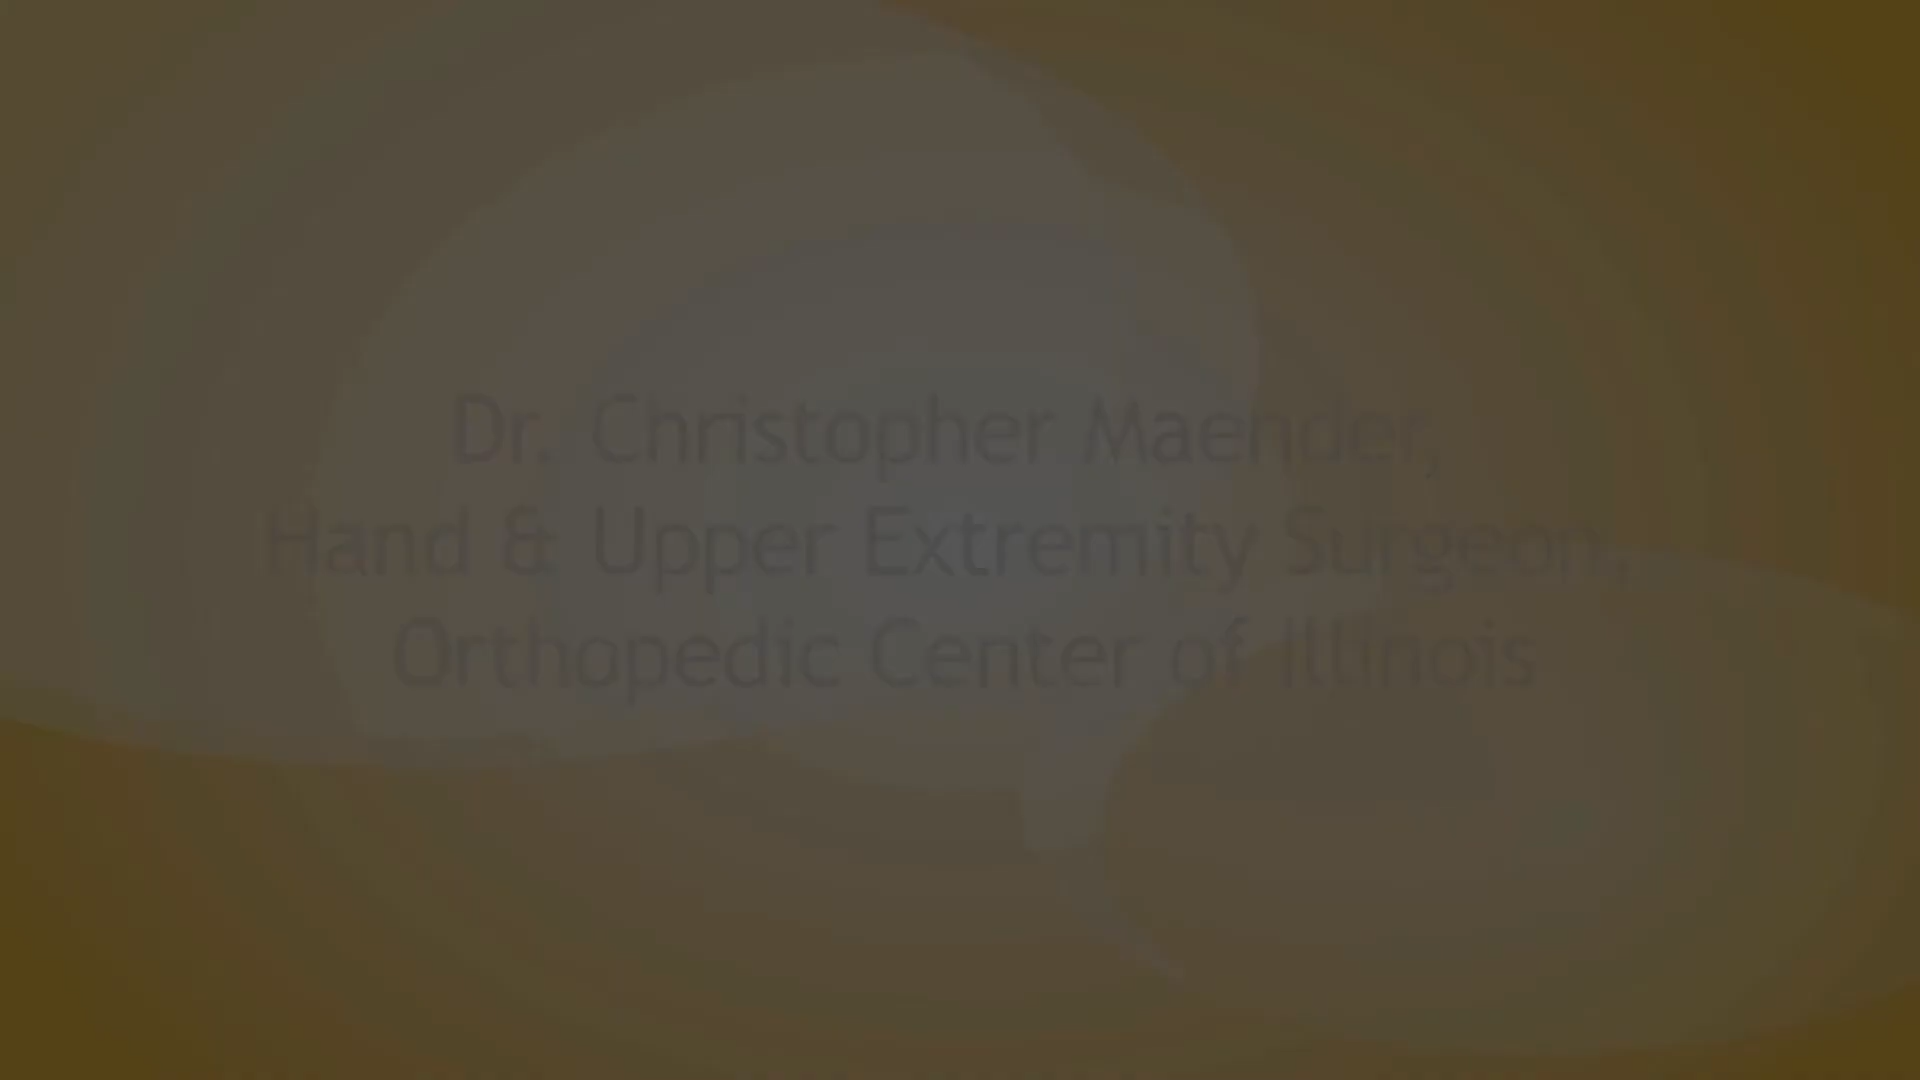 Dr. Christopher Maender,
Hand & Upper Extremity Surgeon,
Orthopedic Center of Illinois